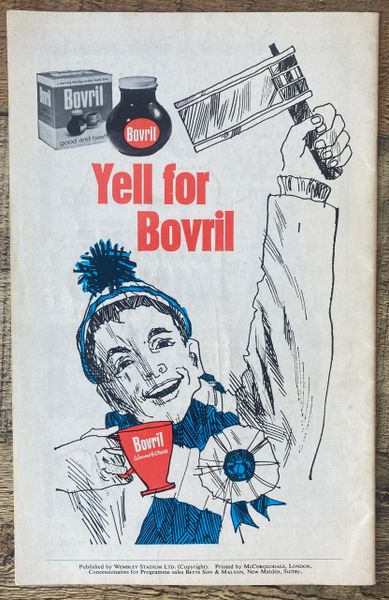 Bovril
good and beefy
Bovril
Yell for
Bovril
Bovril
Warms & Cheers
Published by WEMBLEY STADIUM LTD. (Copyright). Printed by MCCORQUODALE, LONDON.
Concessionaires for Programme sales BETTS SON & MALYON, New Malden, Surrey.